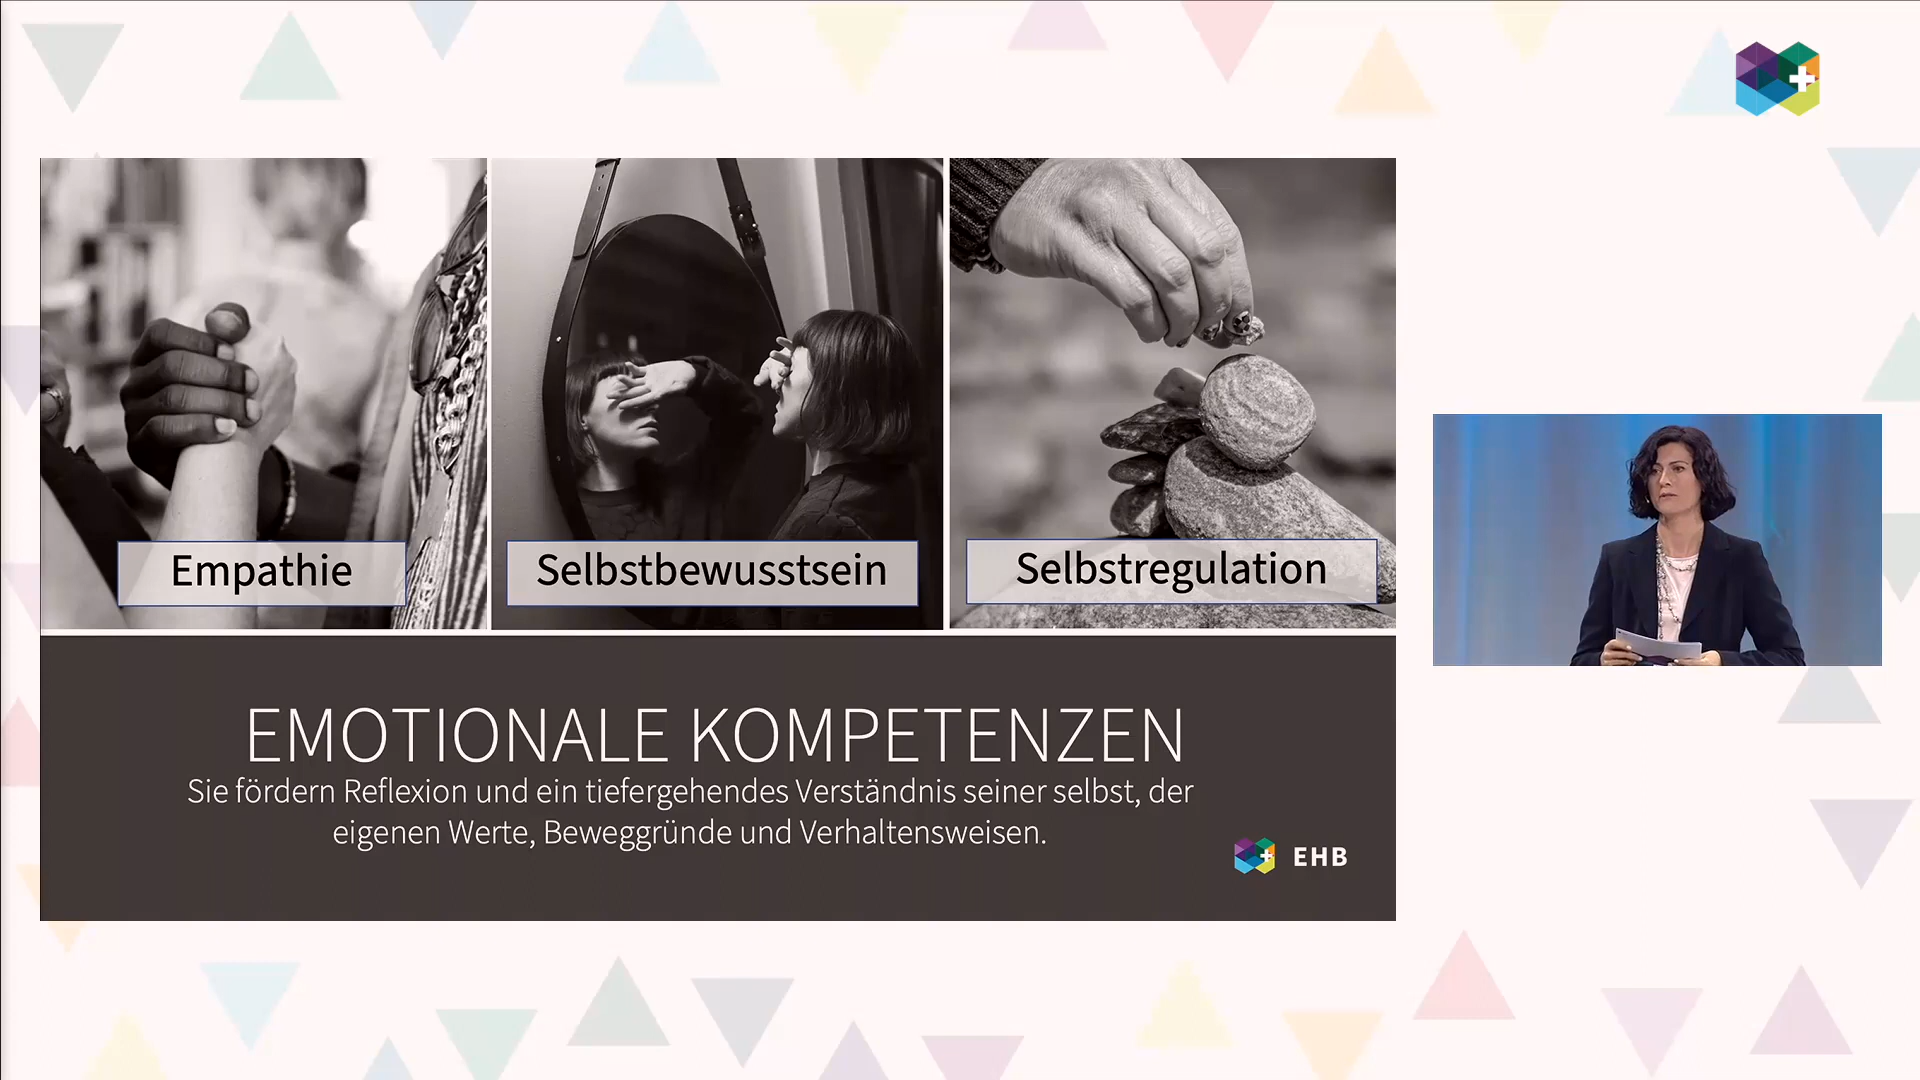 Empathie
Selbstbewusstsein
Selbstregulation
EMOTIONALE KOMPETENZEN
Sie fördern Reflexion und ein tiefergehendes Verständnis seiner selbst, der
eigenen Werte, Beweggründe und Verhaltensweisen.
EHB